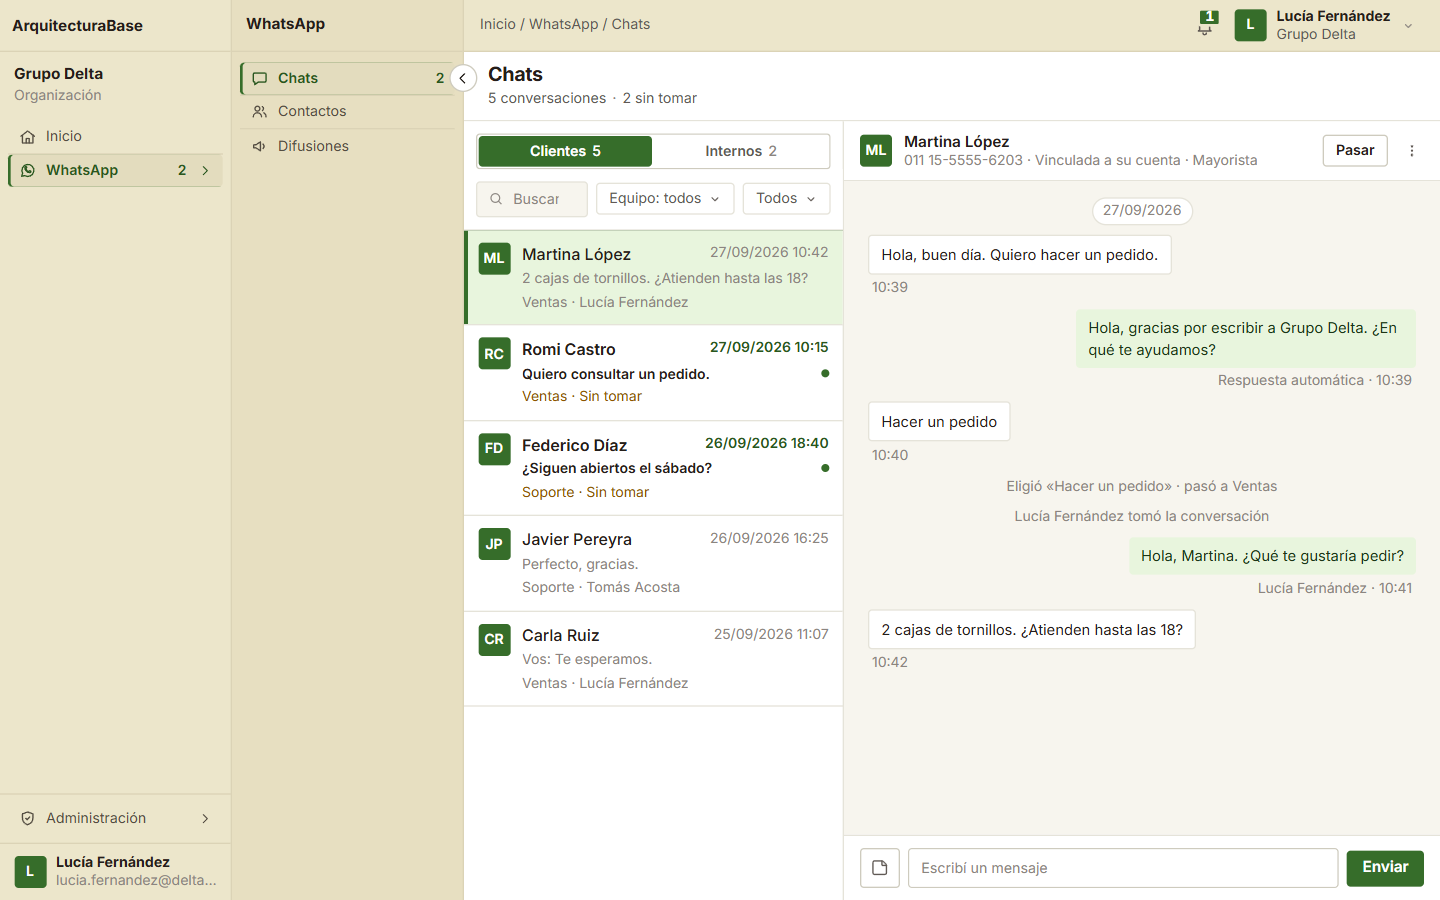 ArquitecturaBase
Grupo Delta
Organización
Inicio
WhatsApp 2
Administración
L
Lucía Fernández
lucia.fernandez@delta...
WhatsApp
Chats 2
Contactos
Difusiones
Inicio / WhatsApp / Chats
1
L
Lucía Fernández
Grupo Delta
Chats
5 conversaciones · 2 sin tomar
Clientes 5
Internos 2
Buscar
Equipo: todos
Todos
ML
Martina López 27/09/2026 10:42
2 cajas de tornillos. ¿Atienden hasta las 18?
Ventas · Lucía Fernández
RC
Romi Castro 27/09/2026 10:15
Quiero consultar un pedido.
Ventas · Sin tomar
FD
Federico Díaz 26/09/2026 18:40
¿Siguen abiertos el sábado?
Soporte · Sin tomar
JP
Javier Pereyra 26/09/2026 16:25
Perfecto, gracias.
Soporte · Tomás Acosta
CR
Carla Ruiz 25/09/2026 11:07
Vos: Te esperamos.
Ventas · Lucía Fernández
ML
Martina López
011 15-5555-6203 · Vinculada a su cuenta · Mayorista
Pasar
27/09/2026
Hola, buen día. Quiero hacer un pedido.
10:39
Hola, gracias por escribir a Grupo Delta. ¿En
qué te ayudamos?
Respuesta automática · 10:39
Hacer un pedido
10:40
Eligió «Hacer un pedido» · pasó a Ventas
Lucía Fernández tomó la conversación
Hola, Martina. ¿Qué te gustaría pedir?
Lucía Fernández · 10:41
2 cajas de tornillos. ¿Atienden hasta las 18?
10:42
Escribí un mensaje
Enviar